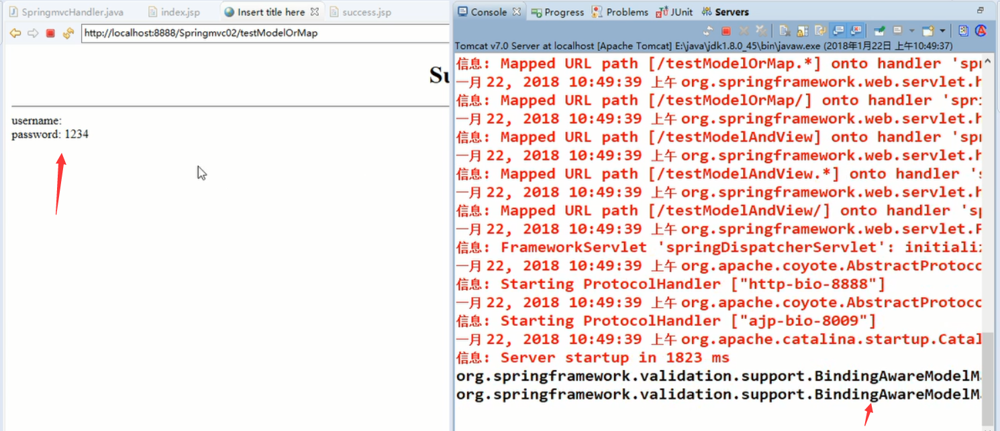 SpringmvcHandler.java index.jsp Insert title here success.jsp
http://localhost:8888/Springmvc02/testModelOrMap
Su
username:
password: 1234
Console Progress Problems JUnit Servers
Tomcat v7.0 Server at localhost [Apache Tomcat] E:\java\jdk1.8.0_45\bin\javaw.exe (2018年1月22日 上午10:49:37)
信息: Mapped URL path [/testModelOrMap.*] onto handler 'spr
一月 22, 2018 10:49:39 上午 org.springframework.web.servlet.h
信息: Mapped URL path [/testModelOrMap/] onto handler 'spri
一月 22, 2018 10:49:39 上午 org.springframework.web.servlet.h
信息: Mapped URL path [/testModelAndView] onto handler 'spr
一月 22, 2018 10:49:39 上午 org.springframework.web.servlet.h
信息: Mapped URL path [/testModelAndView.*] onto handler 's
一月 22, 2018 10:49:39 上午 org.springframework.web.servlet.h
信息: Mapped URL path [/testModelAndView/] onto handler 'sp
一月 22, 2018 10:49:39 上午 org.springframework.web.servlet.F
信息: FrameworkServlet 'springDispatcherServlet': initializ
一月 22, 2018 10:49:39 上午 org.apache.coyote.AbstractProtoco
信息: Starting ProtocolHandler ["http-bio-8888"]
一月 22, 2018 10:49:39 上午 org.apache.coyote.AbstractProtoco
信息: Starting ProtocolHandler ["ajp-bio-8009"]
一月 22, 2018 10:49:39 上午 org.apache.catalina.startup.Catal
信息: Server startup in 1823 ms
org.springframework.validation.support.BindingAwareModelMa
org.springframework.validation.support.BindingAwareModelMa